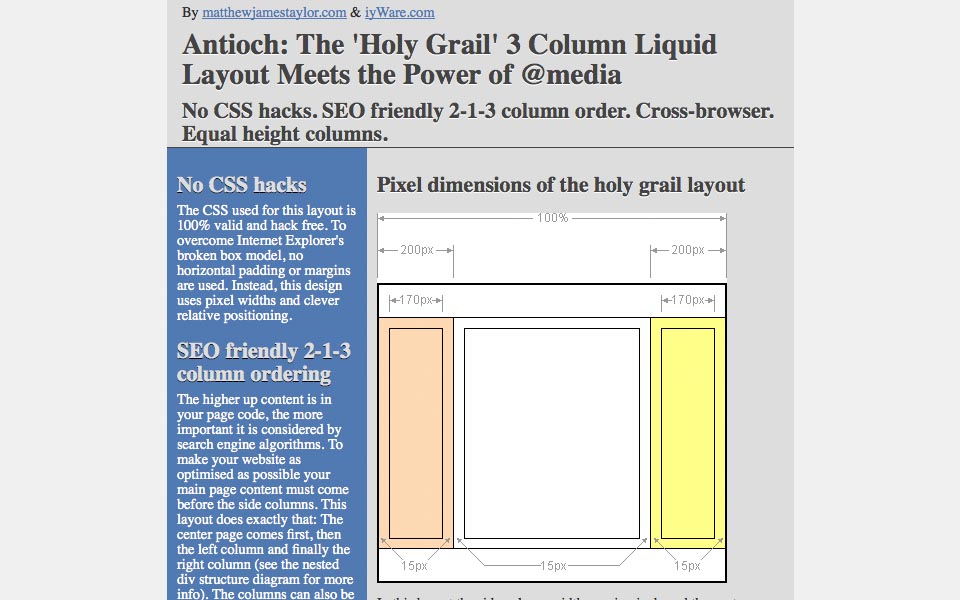 By matthewjamestaylor.com & iyWare.com
Antioch: The 'Holy Grail' 3 Column Liquid
Layout Meets the Power of @media
No CSS hacks. SEO friendly 2-1-3 column order. Cross-browser.
Equal height columns.
No CSS hacks
The CSS used for this layout is
100% valid and hack free. To
overcome Internet Explorer's
broken box model, no
horizontal padding or margins
are used. Instead, this design
uses pixel widths and clever
relative positioning.
SEO friendly 2-1-3
column ordering
The higher up content is in
your page code, the more
important it is considered by
search engine algorithms. To
make your website as
optimised as possible your
main page content must come
before the side columns. This
layout does exactly that: The
center page comes first, then
the left column and finally the
right column (see the nested
div structure diagram for more
info). The columns can also be
Pixel dimensions of the holy grail layout
100%
200px 200px
170px 170px
15px 15px 15px